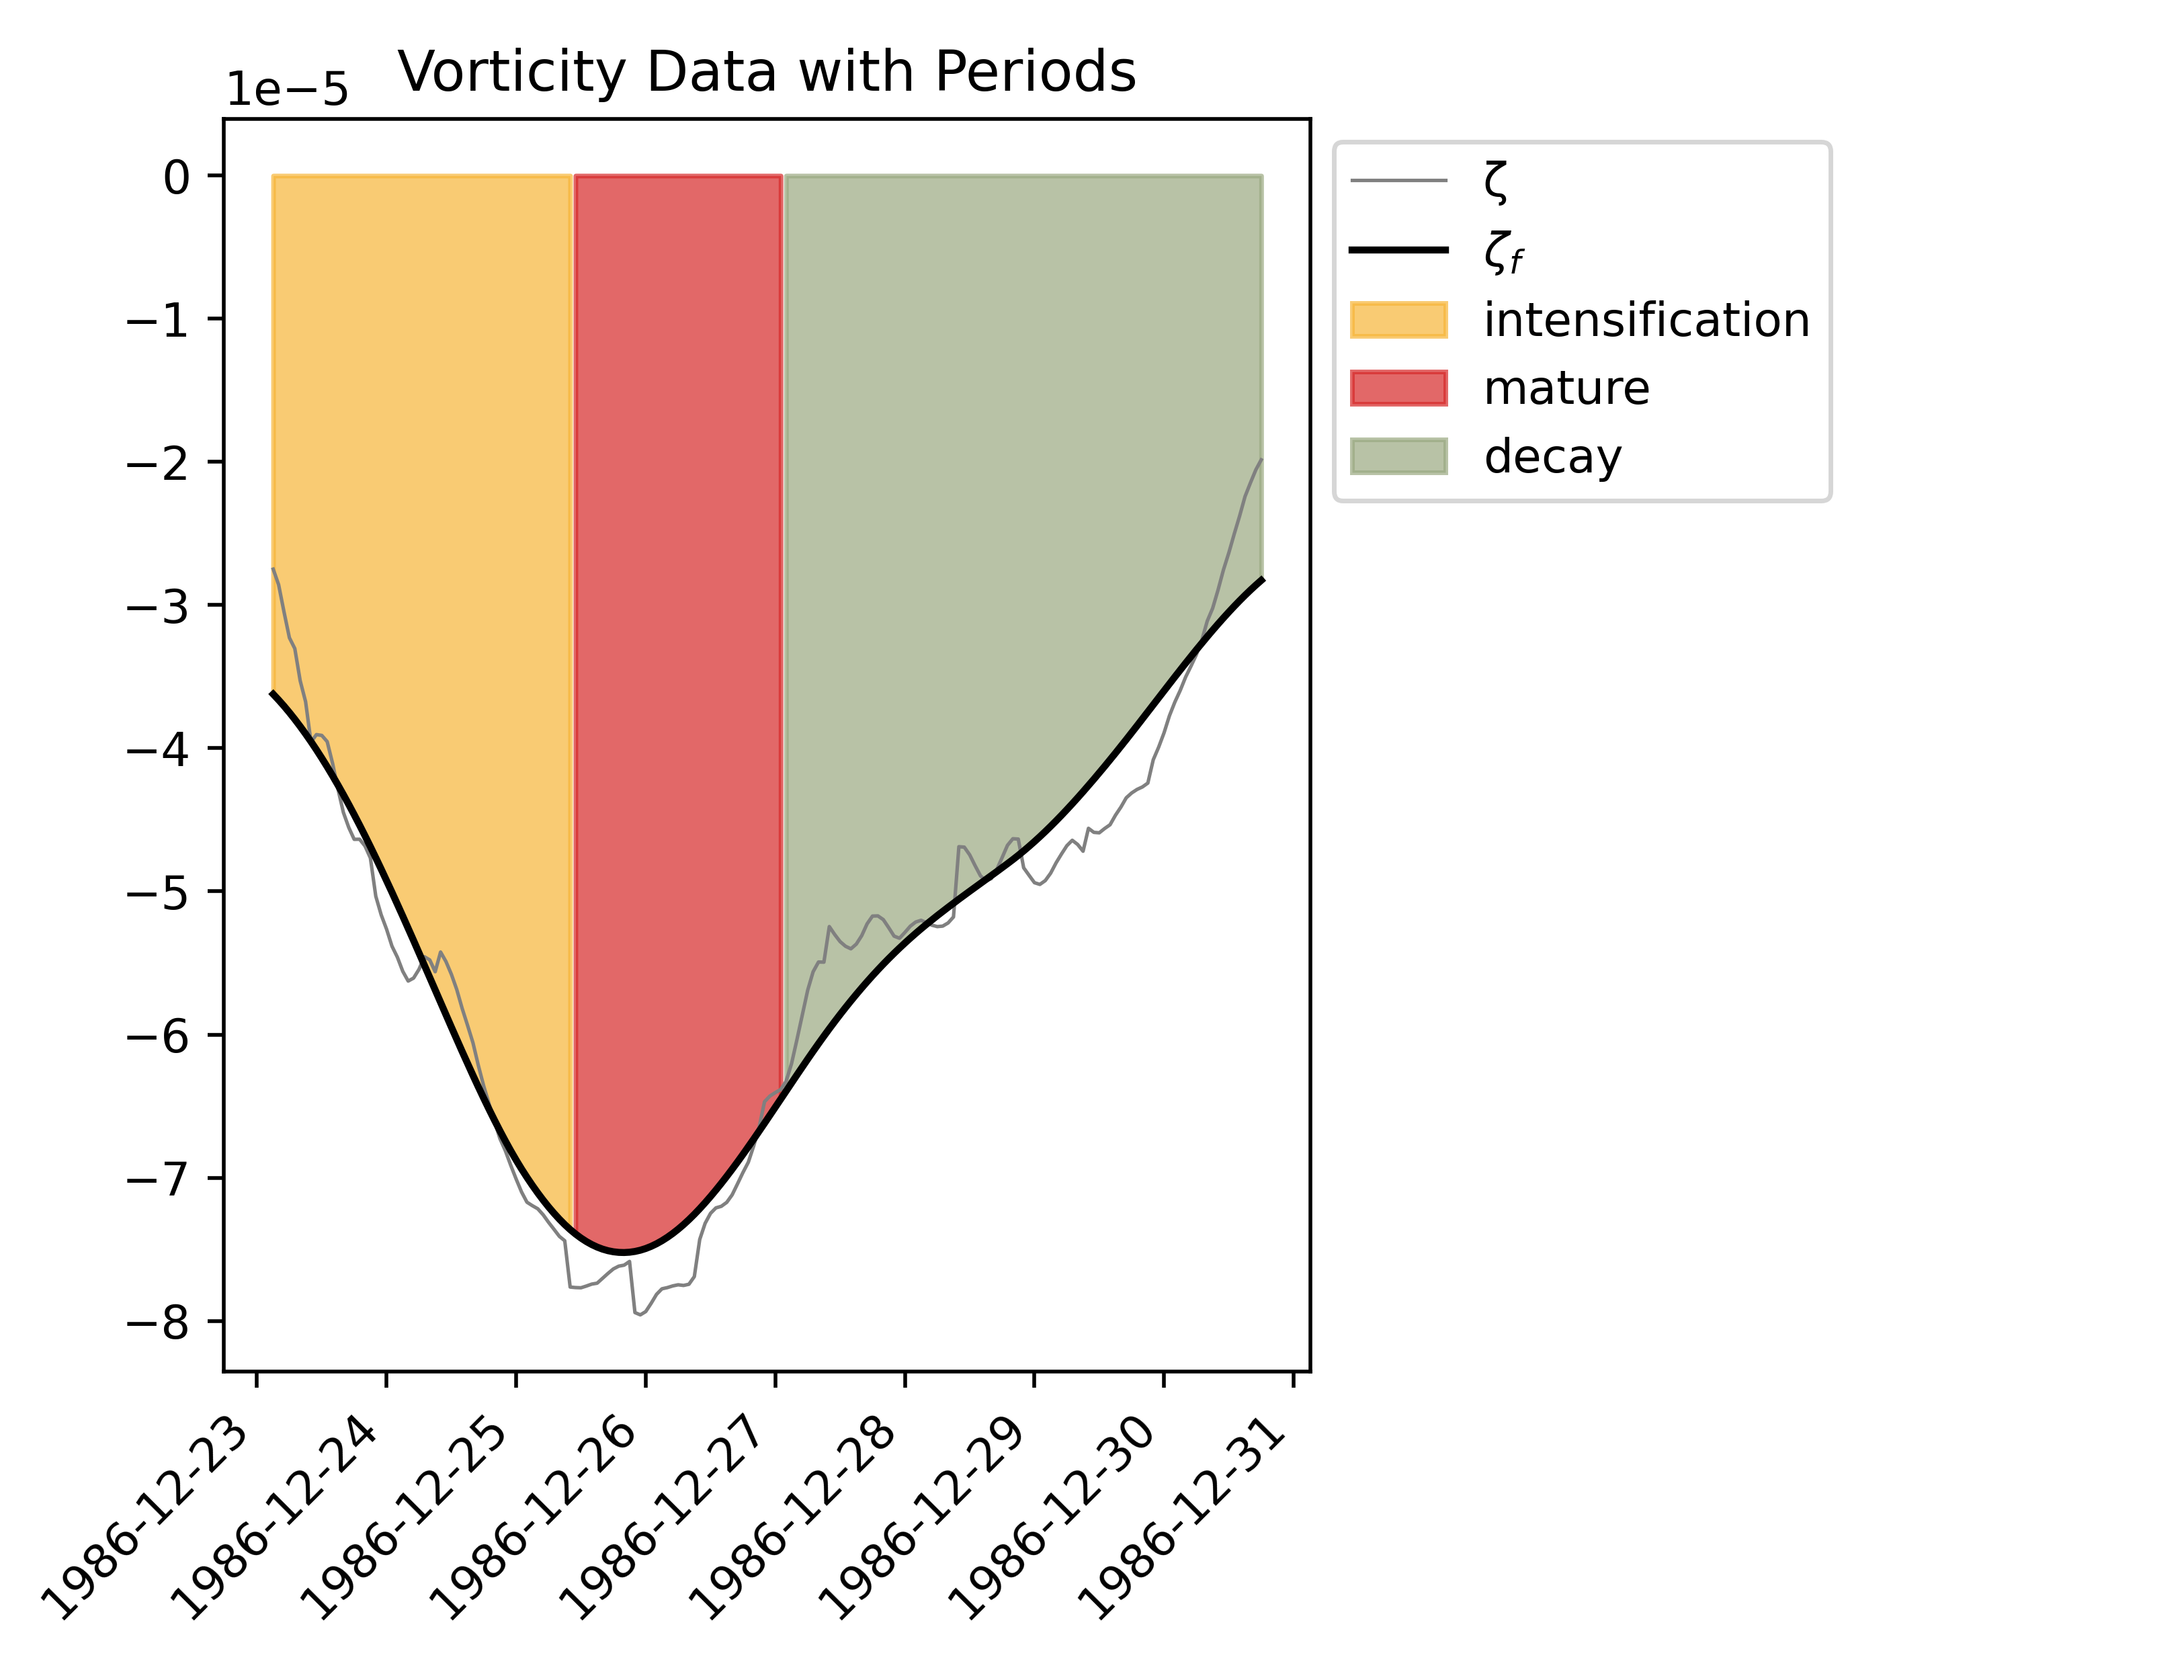 Vorticity Data with Periods
1e−5
0
−1
−2
−3
−4
−5
−6
−7
−8
1986-12-23
1986-12-24
1986-12-25
1986-12-26
1986-12-27
1986-12-28
1986-12-29
1986-12-30
1986-12-31
ζ
ζf
intensification
mature
decay